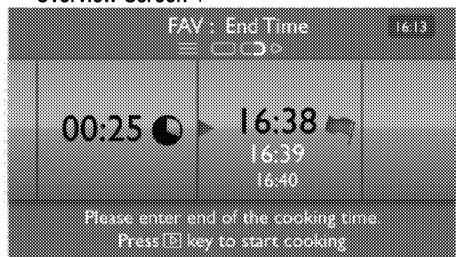 Overview Screen
FAV : End Time
16:13
00:25
16:38
16:39
16:40
Please enter end of the cooking time.
Press D key to start cooking